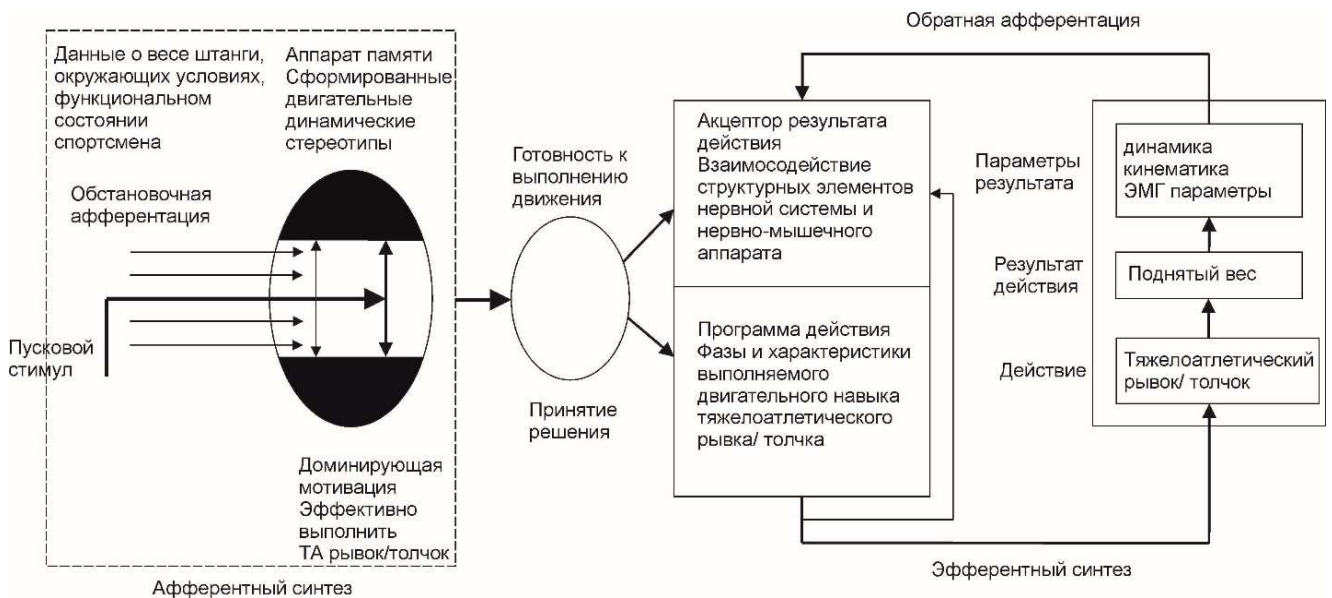 Данные о весе штанги,
окружающих условиях,
функциональном
состоянии
спортсмена
Аппарат памяти
Сформированные
двигательные
динамические
стереотипы
Обстановочная
афферентация
Пусковой
стимул
Доминирующая
мотивация
Эффективно
выполнить
ТА рывок/толчок
Афферентный синтез
Готовность к
выполнению
движения
Принятие
решения
Акцептор результата
действия
Взаимосодействие
структурных элементов
нервной системы и
нервно-мышечного
аппарата
Программа действия
Фазы и характеристики
выполняемого
двигательного навыка
тяжелоатлетического
рывка/ толчка
Обратная афферентация
Параметры
результата
динамика
кинематика
ЭМГ параметры
Результат
действия
Поднятый вес
Действие
Тяжелоатлетический
рывок/ толчок
Эфферентный синтез